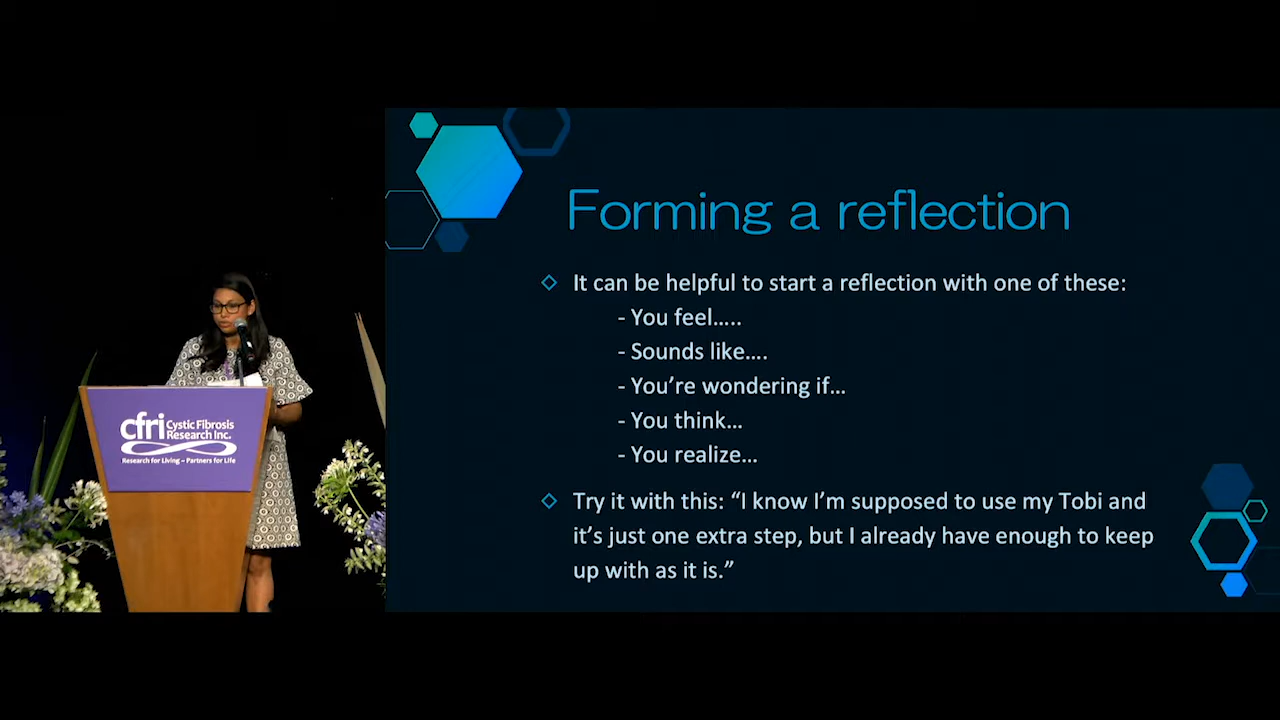 cfri Cystic Fibrosis
Research Inc.
Research for Living – Partners for Life
Forming a reflection
It can be helpful to start a reflection with one of these:
- You feel…..
- Sounds like….
- You’re wondering if…
- You think…
- You realize…
Try it with this: “I know I’m supposed to use my Tobi and
it’s just one extra step, but I already have enough to keep
up with as it is.”